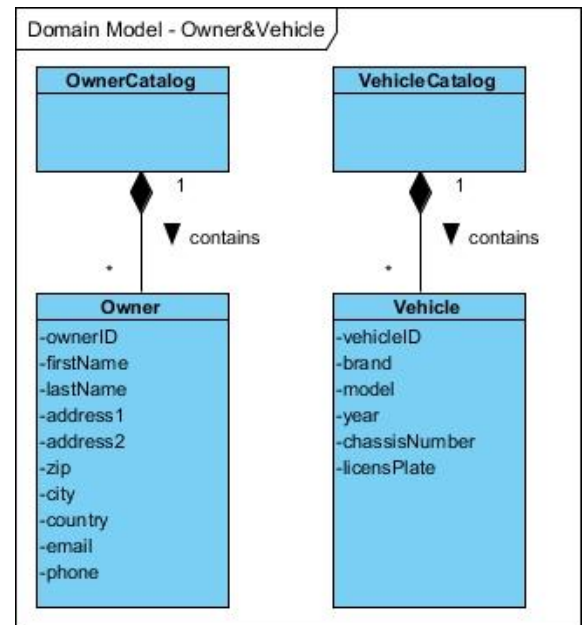 Domain Model - Owner&Vehicle
OwnerCatalog
VehicleCatalog
1
1
contains
contains
*
*
Owner
-ownerID
-firstName
-lastName
-address1
-address2
-zip
-city
-country
-email
-phone
Vehicle
-vehicleID
-brand
-model
-year
-chassisNumber
-licensPlate